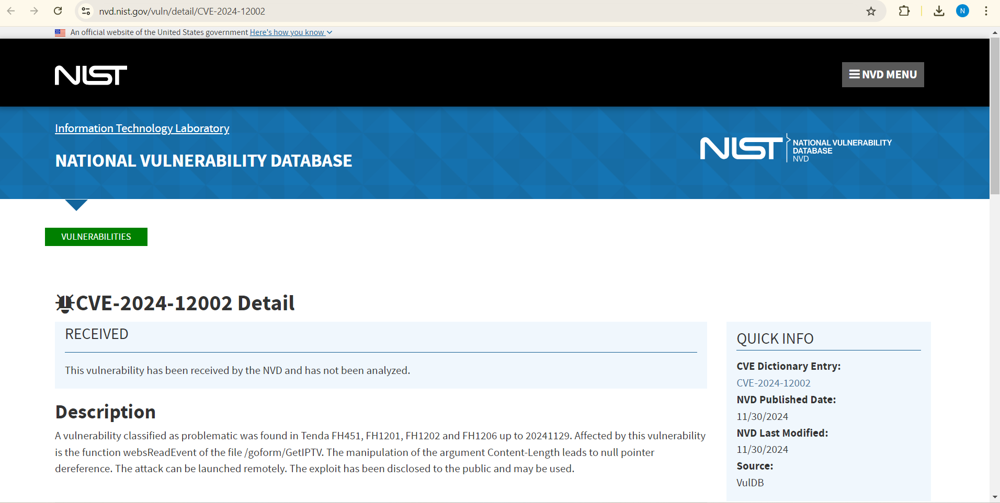 nvd.nist.gov/vuln/detail/CVE-2024-12002
N
An official website of the United States government Here's how you know
NIST
NVD MENU
Information Technology Laboratory
NATIONAL VULNERABILITY DATABASE
NIST
NATIONAL VULNERABILITY
DATABASE
NVD
VULNERABILITIES
CVE-2024-12002 Detail
RECEIVED
This vulnerability has been received by the NVD and has not been analyzed.
Description
A vulnerability classified as problematic was found in Tenda FH451, FH1201, FH1202 and FH1206 up to 20241129. Affected by this vulnerability
is the function websReadEvent of the file /goform/GetIPTV. The manipulation of the argument Content-Length leads to null pointer
dereference. The attack can be launched remotely. The exploit has been disclosed to the public and may be used.
QUICK INFO
CVE Dictionary Entry:
CVE-2024-12002
NVD Published Date:
11/30/2024
NVD Last Modified:
11/30/2024
Source:
VulDB